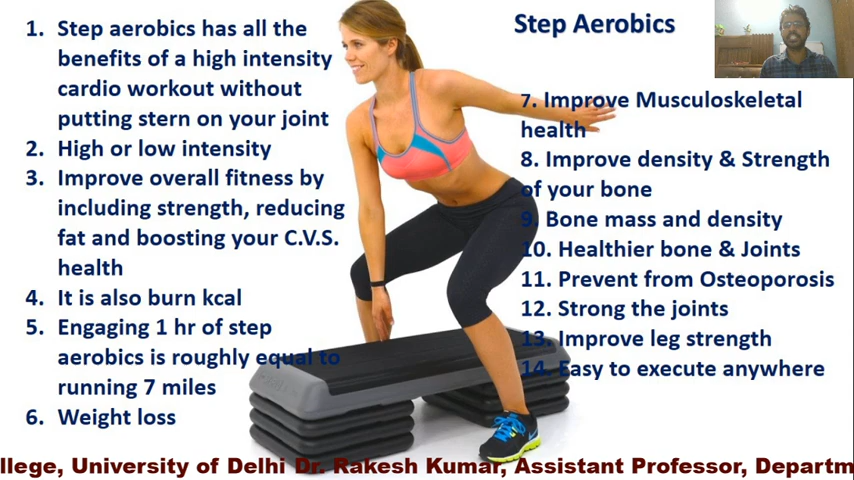 Step Aerobics
1. Step aerobics has all the
benefits of a high intensity
cardio workout without
putting stern on your joint
2. High or low intensity
3. Improve overall fitness by
including strength, reducing
fat and boosting your C.V.S.
health
4. It is also burn kcal
5. Engaging 1 hr of step
aerobics is roughly equal to
running 7 miles
6. Weight loss
7. Improve Musculoskeletal
health
8. Improve density & Strength
of your bone
9. Bone mass and density
10. Healthier bone & Joints
11. Prevent from Osteoporosis
12. Strong the joints
13. Improve leg strength
14. Easy to execute anywhere
llege, University of Delhi Dr. Rakesh Kumar, Assistant Professor, Departm